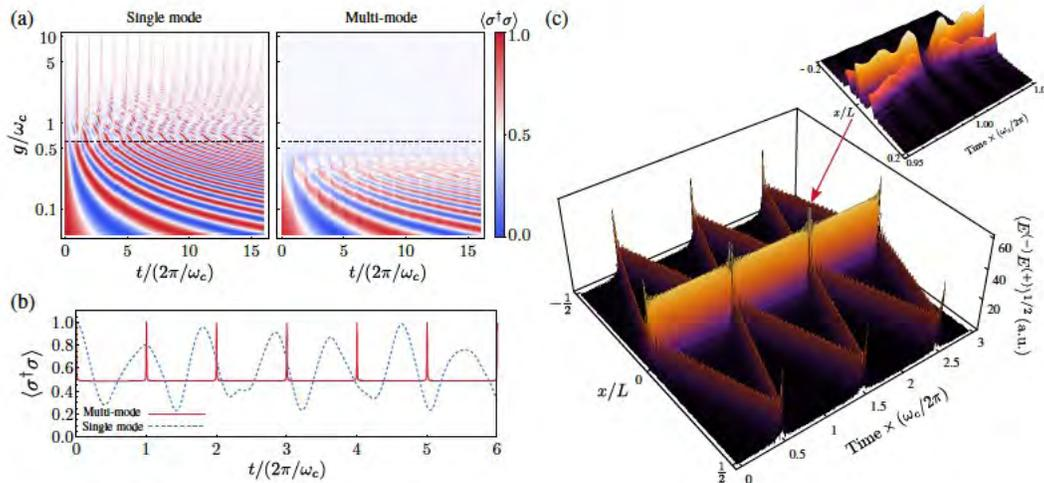 (a)
Single mode
Multi-mode
⟨σ†σ⟩
10
5
1
0.5
0.1
g/ω_c
1.0
0.5
0.0
0 5 10 15
0 5 10 15
t/(2π/ω_c)
t/(2π/ω_c)
(b)
1.0
0.8
0.6
0.4
0.2
0.0
⟨σ†σ⟩
Multi-mode
Single mode
0 1 2 3 4 5 6
t/(2π/ω_c)
(c)
-0.2
x/L
0.2
0.95
1.00
Time × (ω_c/2π)
-1/2
0
1/2
x/L
0
0.5
1
1.5
2
2.5
3
Time × (ω_c/2π)
60
40
20
⟨E(−)E(+)⟩1/2 (a.u.)